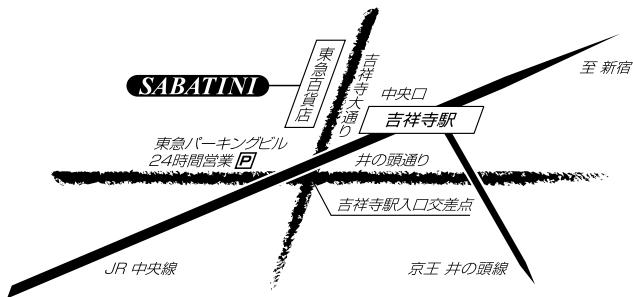 SABATINI
東急百貨店
吉祥寺大通り
中央口
吉祥寺駅
至 新宿
東急パーキングビル
24時間営業 P
井の頭通り
吉祥寺駅入口交差点
JR 中央線
京王 井の頭線